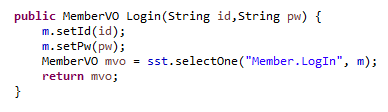 public MemberVO Login(String id,String pw) {
m.setId(id);
m.setPw(pw);
MemberVO mvo = sst.selectOne("Member.LogIn", m);
return mvo;
}